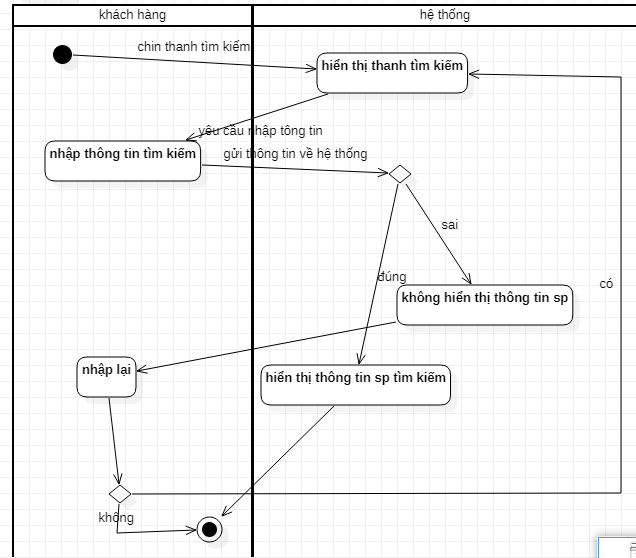 khách hàng
hệ thống
chin thanh tìm kiếm
hiển thị thanh tìm kiếm
yêu cầu nhập tông tin
nhập thông tin tìm kiếm
gửi thông tin về hệ thống
sai
đúng
có
không hiển thị thông tin sp
nhập lại
hiển thị thông tin sp tìm kiếm
không